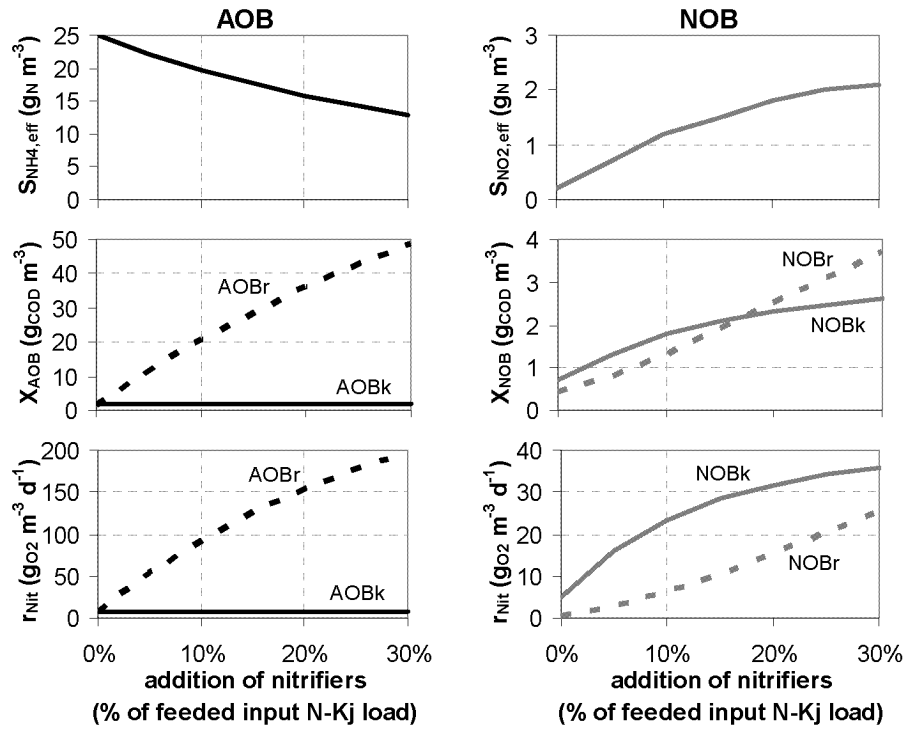 AOB
NOB
S_NH4,eff (g_N m^-3)
25
20
15
10
5
0
S_NO2,eff (g_N m^-3)
3
2
1
0
X_AOB (g_COD m^-3)
50
40
30
20
10
0
AOBr
AOBk
X_NOB (g_COD m^-3)
4
3
2
1
0
NOBr
NOBk
r_Nit (g_O2 m^-3 d^-1)
200
150
100
50
0
AOBr
AOBk
r_Nit (g_O2 m^-3 d^-1)
40
30
20
10
0
NOBk
NOBr
0% 10% 20% 30%
addition of nitrifiers
(% of feeded input N-Kj load)
0% 10% 20% 30%
addition of nitrifiers
(% of feeded input N-Kj load)